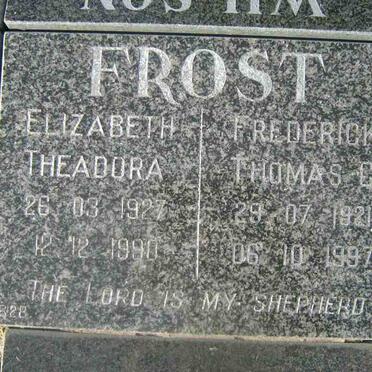 FROST
ELIZABETH FREDERICK
THEADORA THOMAS
26 03 1927 29 07 1921
12 12 1990 06 10 1997
THE LORD IS MY SHEPHERD